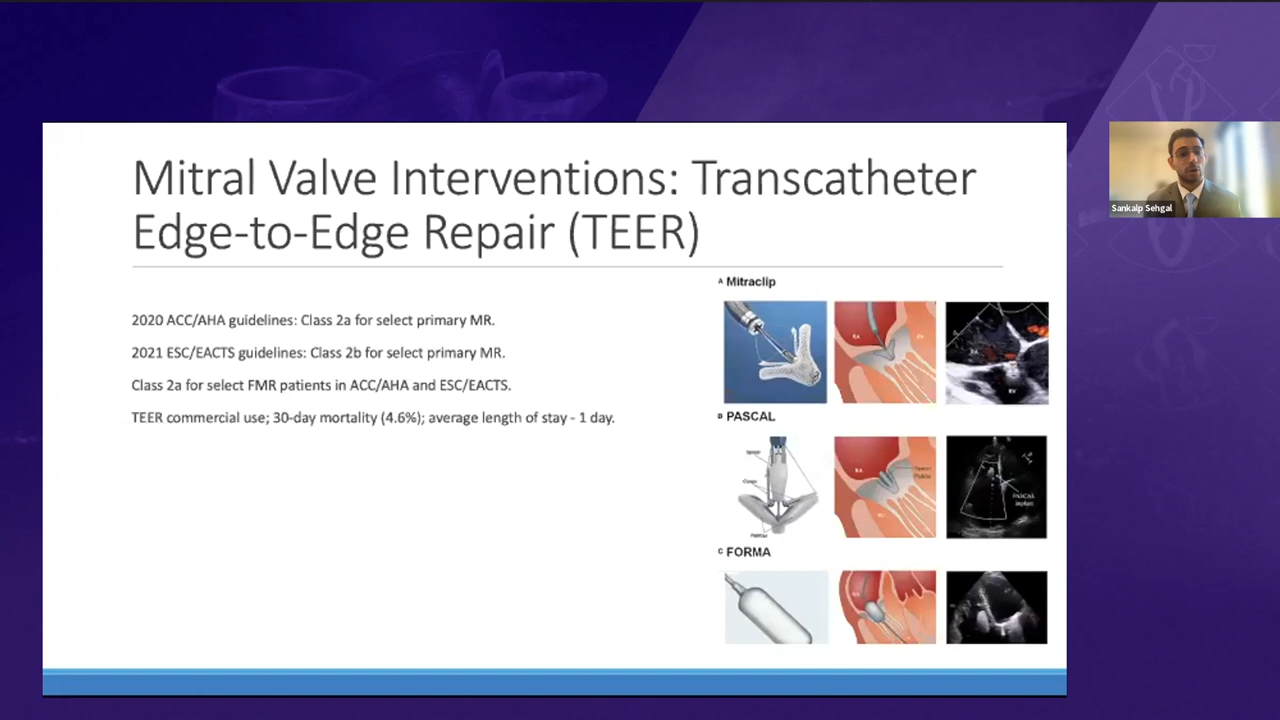 Mitral Valve Interventions: Transcatheter
Edge-to-Edge Repair (TEER)
2020 ACC/AHA guidelines: Class 2a for select primary MR.
2021 ESC/EACTS guidelines: Class 2b for select primary MR.
Class 2a for select FMR patients in ACC/AHA and ESC/EACTS.
TEER commercial use; 30-day mortality (4.6%); average length of stay - 1 day.
A Mitraclip
B PASCAL
PASCAL
C FORMA
Sankalp Sehgal